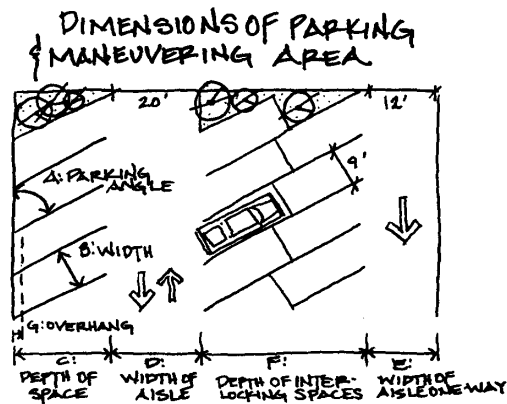 DIMENSIONS OF PARKING
& MANEUVERING AREA
20' 12'
9'
A: PARKING
ANGLE
B: WIDTH
G: OVERHANG
C: D: F: E:
DEPTH OF SPACE
WIDTH OF AISLE
DEPTH OF INTER-
LOCKING SPACES
WIDTH OF
AISLE ONE-WAY